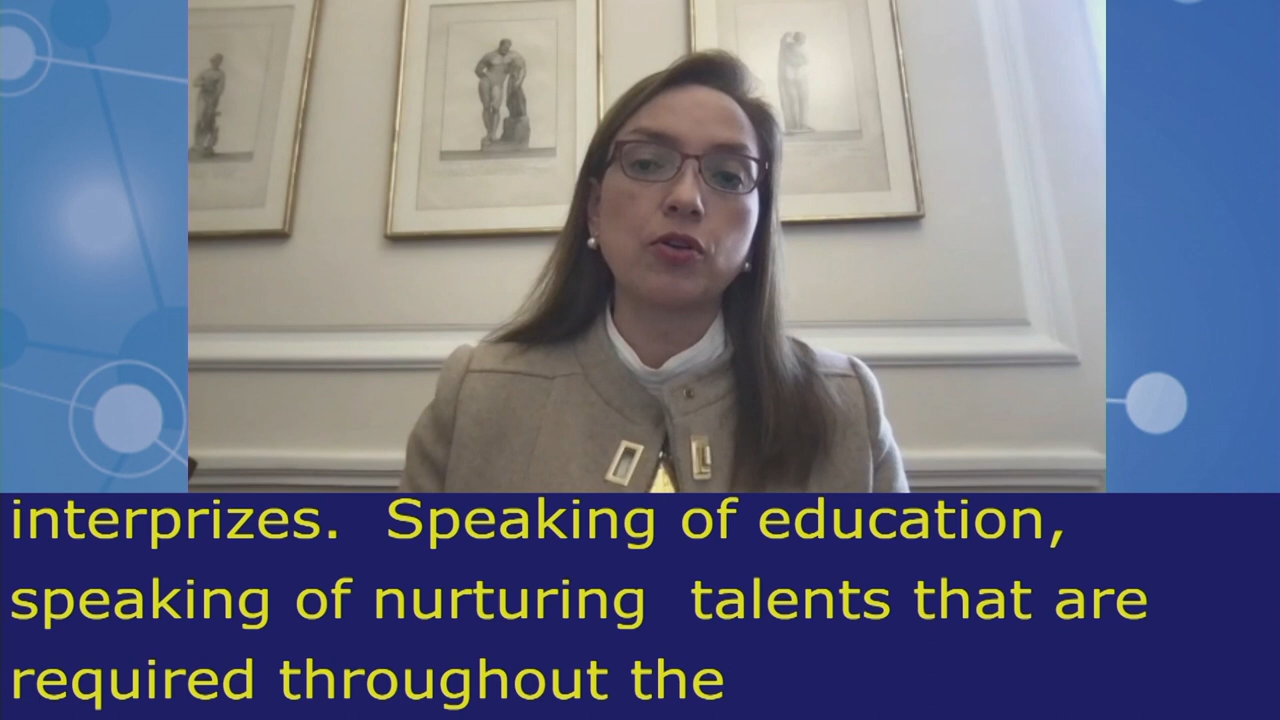 interprizes.  Speaking of education,
speaking of nurturing  talents that are
required throughout the